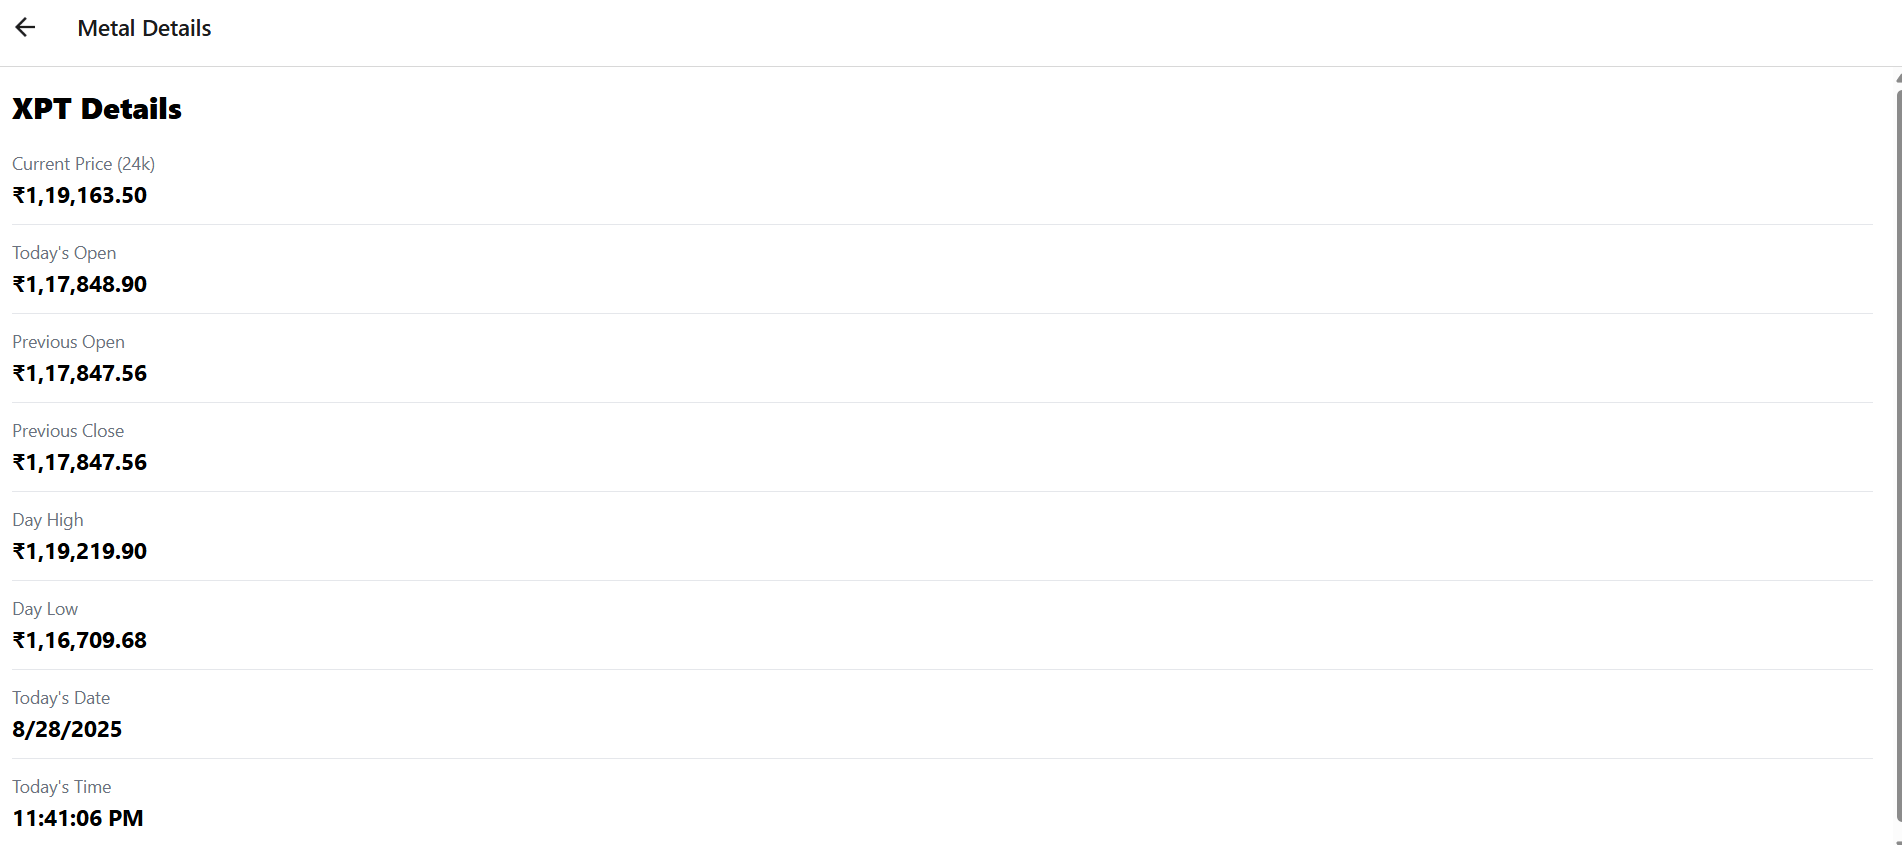 Metal Details
XPT Details
Current Price (24k)
₹1,19,163.50
Today's Open
₹1,17,848.90
Previous Open
₹1,17,847.56
Previous Close
₹1,17,847.56
Day High
₹1,19,219.90
Day Low
₹1,16,709.68
Today's Date
8/28/2025
Today's Time
11:41:06 PM